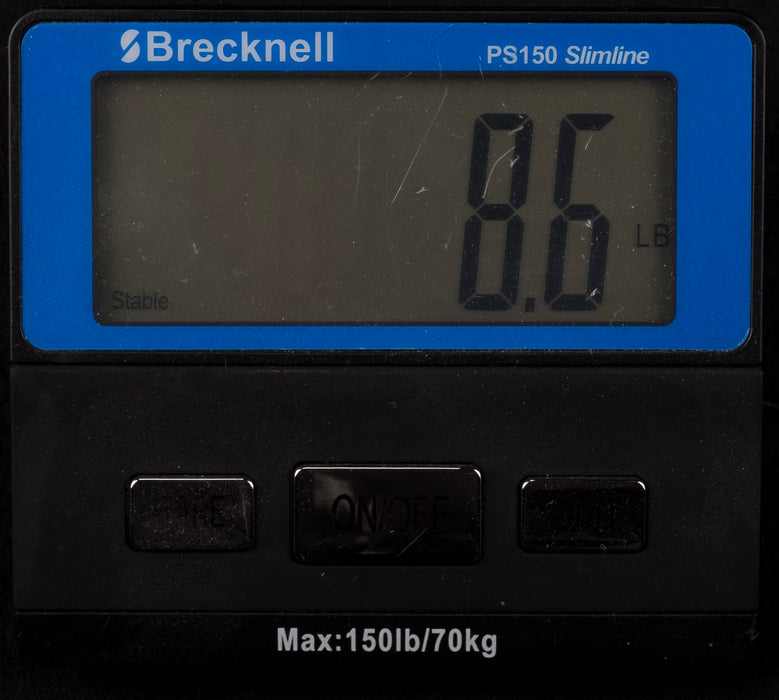 Brecknell
PS150 Slimline
8.6
LB
Stable
ON/OFF
Max:150lb/70kg